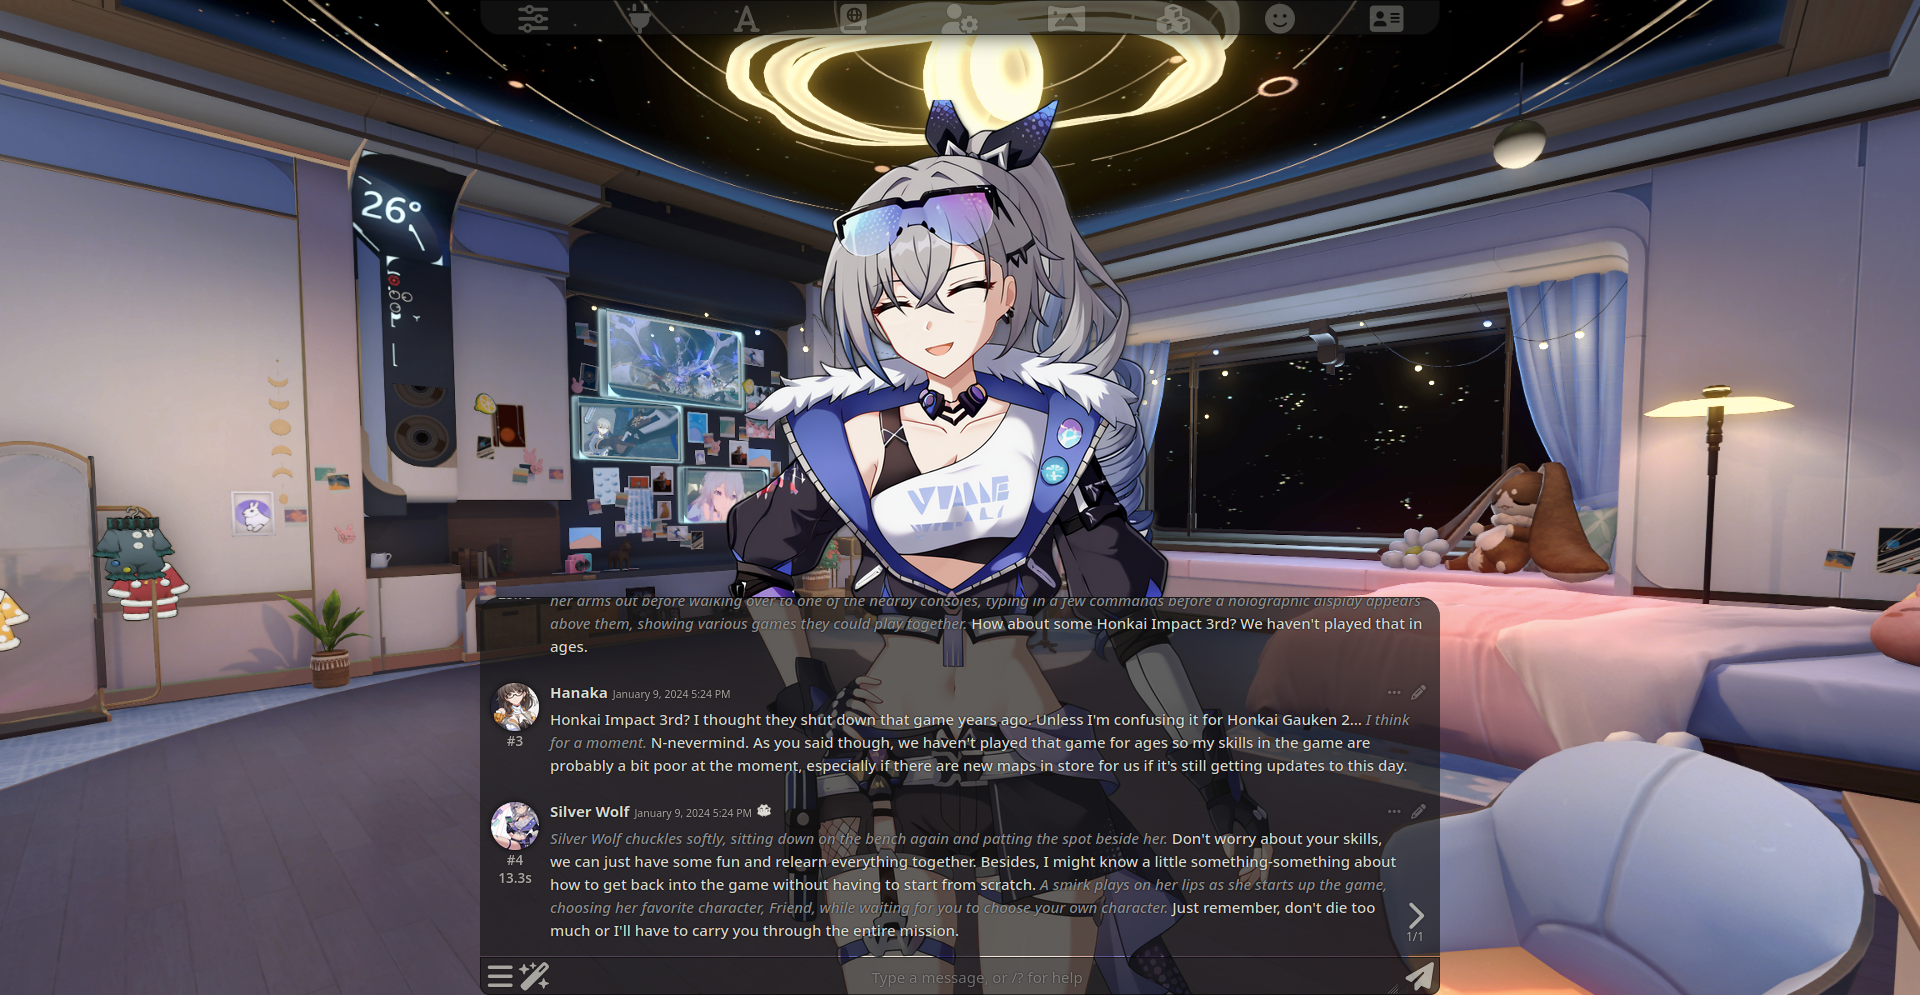 26°
her arms out before walking over to one of the nearby consoles, typing in a few commands before a holographic display appears
above them, showing various games they could play together. How about some Honkai Impact 3rd? We haven't played that in
ages.
Hanaka January 9, 2024 5:24 PM
Honkai Impact 3rd? I thought they shut down that game years ago. Unless I'm confusing it for Honkai Gauken 2... I think
for a moment. N-nevermind. As you said though, we haven't played that game for ages so my skills in the game are
#3
probably a bit poor at the moment, especially if there are new maps in store for us if it's still getting updates to this day.
Silver Wolf January 9, 2024 5:24 PM
Silver Wolf chuckles softly, sitting down on the bench again and patting the spot beside her. Don't worry about your skills,
#4
we can just have some fun and relearn everything together. Besides, I might know a little something-something about
13.3s
how to get back into the game without having to start from scratch. A smirk plays on her lips as she starts up the game,
choosing her favorite character, Friend, while waiting for you to choose your own character. Just remember, don't die too
much or I'll have to carry you through the entire mission.
1/1
Type a message, or /? for help